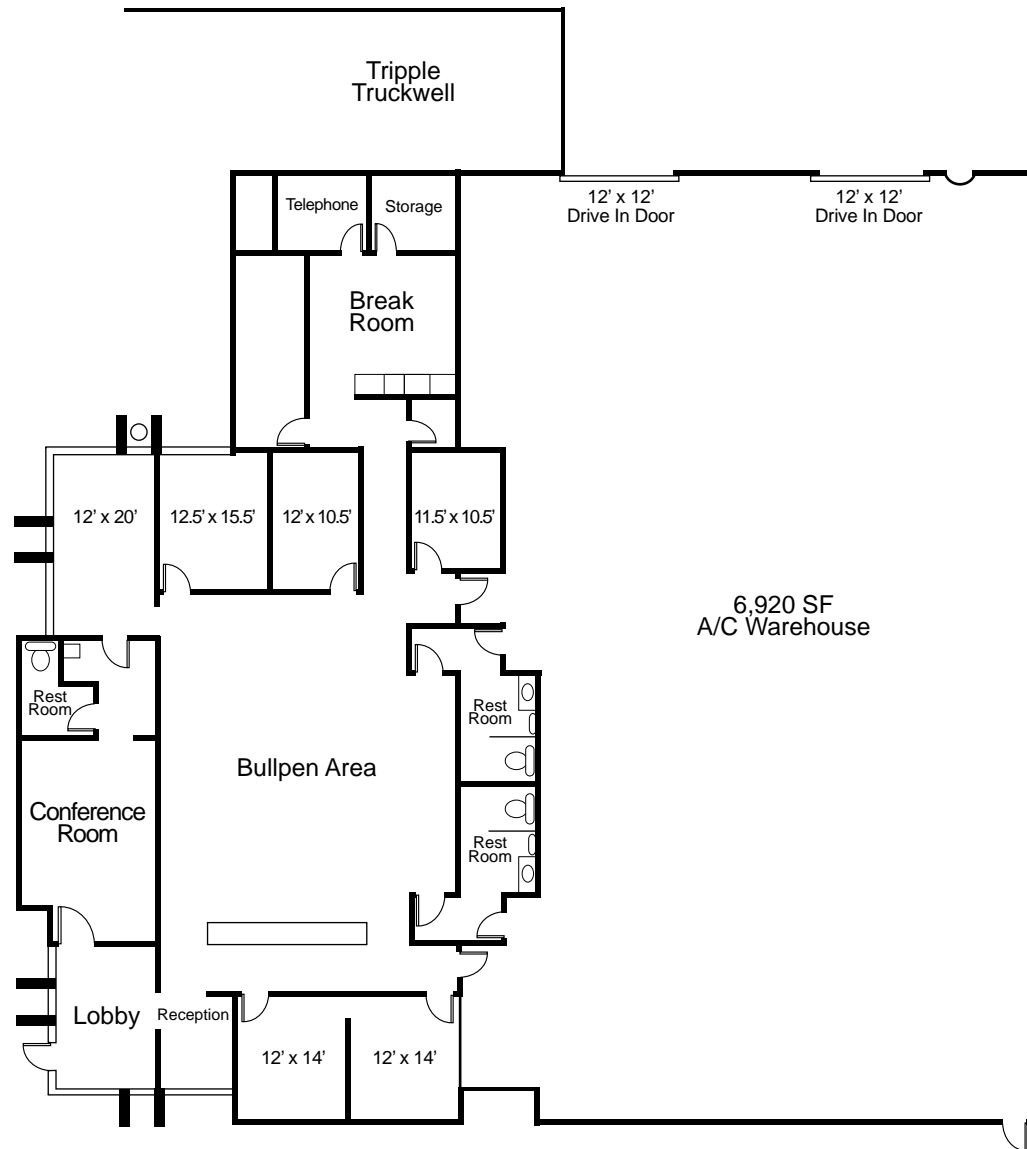 Tripple
Truckwell
12' x 12'
Drive In Door
12' x 12'
Drive In Door
Telephone
Storage
Break
Room
12' x 20'
12.5' x 15.5'
12' x 10.5'
11.5' x 10.5'
6,920 SF
A/C Warehouse
Rest
Room
Rest
Room
Bullpen Area
Conference
Room
Rest
Room
Lobby
Reception
12' x 14'
12' x 14'